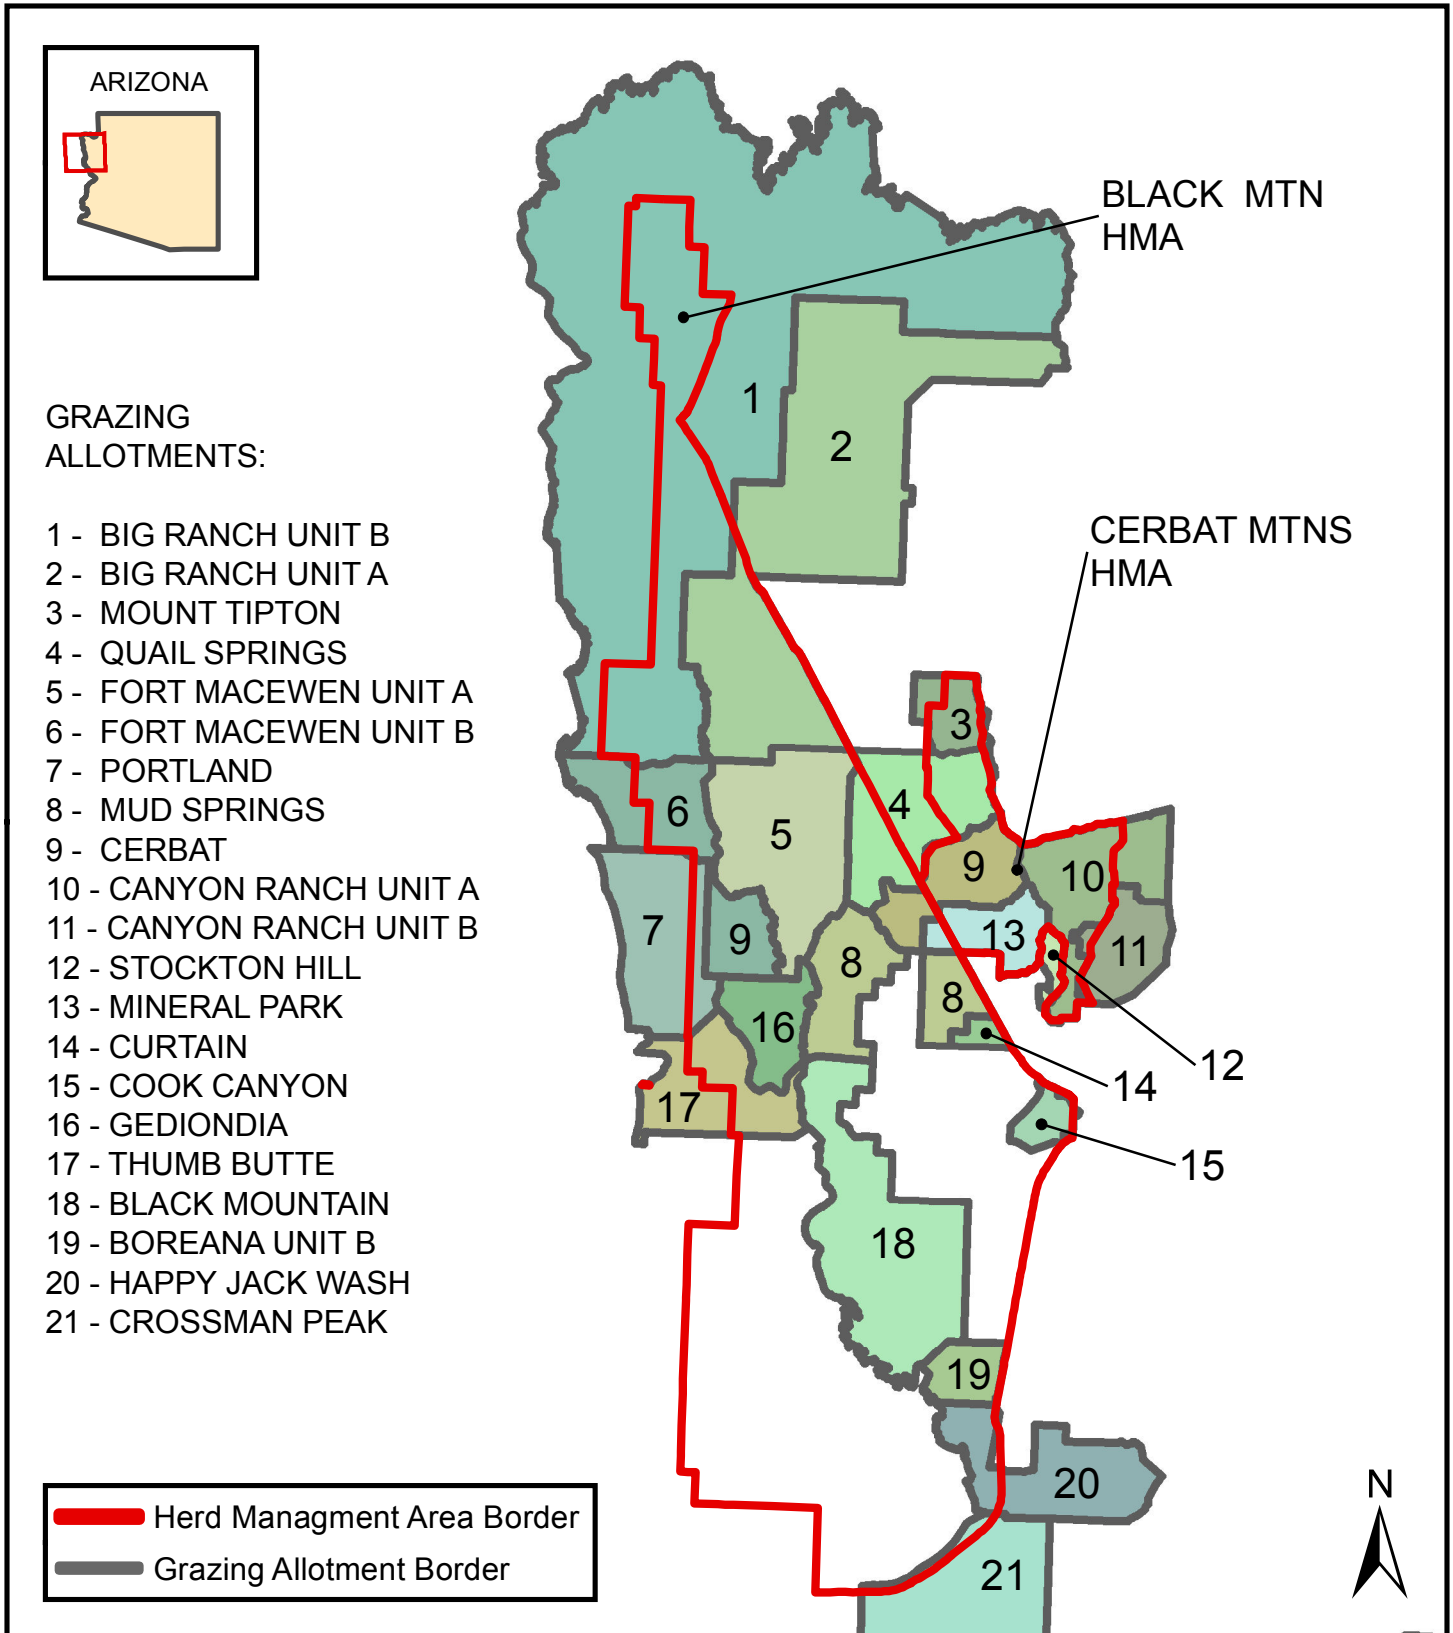 ARIZONA
BLACK MTN
HMA
GRAZING
ALLOTMENTS:
1 - BIG RANCH UNIT B
2 - BIG RANCH UNIT A
3 - MOUNT TIPTON
4 - QUAIL SPRINGS
5 - FORT MACEWEN UNIT A
6 - FORT MACEWEN UNIT B
7 - PORTLAND
8 - MUD SPRINGS
9 - CERBAT
10 - CANYON RANCH UNIT A
11 - CANYON RANCH UNIT B
12 - STOCKTON HILL
13 - MINERAL PARK
14 - CURTAIN
15 - COOK CANYON
16 - GEDIONDIA
17 - THUMB BUTTE
18 - BLACK MOUNTAIN
19 - BOREANA UNIT B
20 - HAPPY JACK WASH
21 - CROSSMAN PEAK
CERBAT MTNS
HMA
1
2
3
4
5
6
7
8
8
9
9
10
11
12
13
14
15
16
17
18
19
20
21
Herd Managment Area Border
Grazing Allotment Border
N